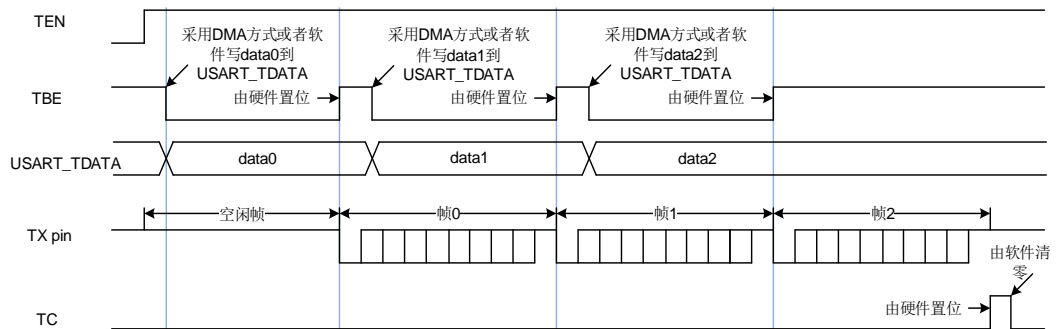 TEN
采用DMA方式或者软
件写data0到
USART_TDATA
采用DMA方式或者软
件写data1到
USART_TDATA
采用DMA方式或者软
件写data2到
USART_TDATA
TBE
由硬件置位
由硬件置位
由硬件置位
USART_TDATA
data0
data1
data2
空闲帧
帧0
帧1
帧2
TX pin
由软件清
零
由硬件置位
TC